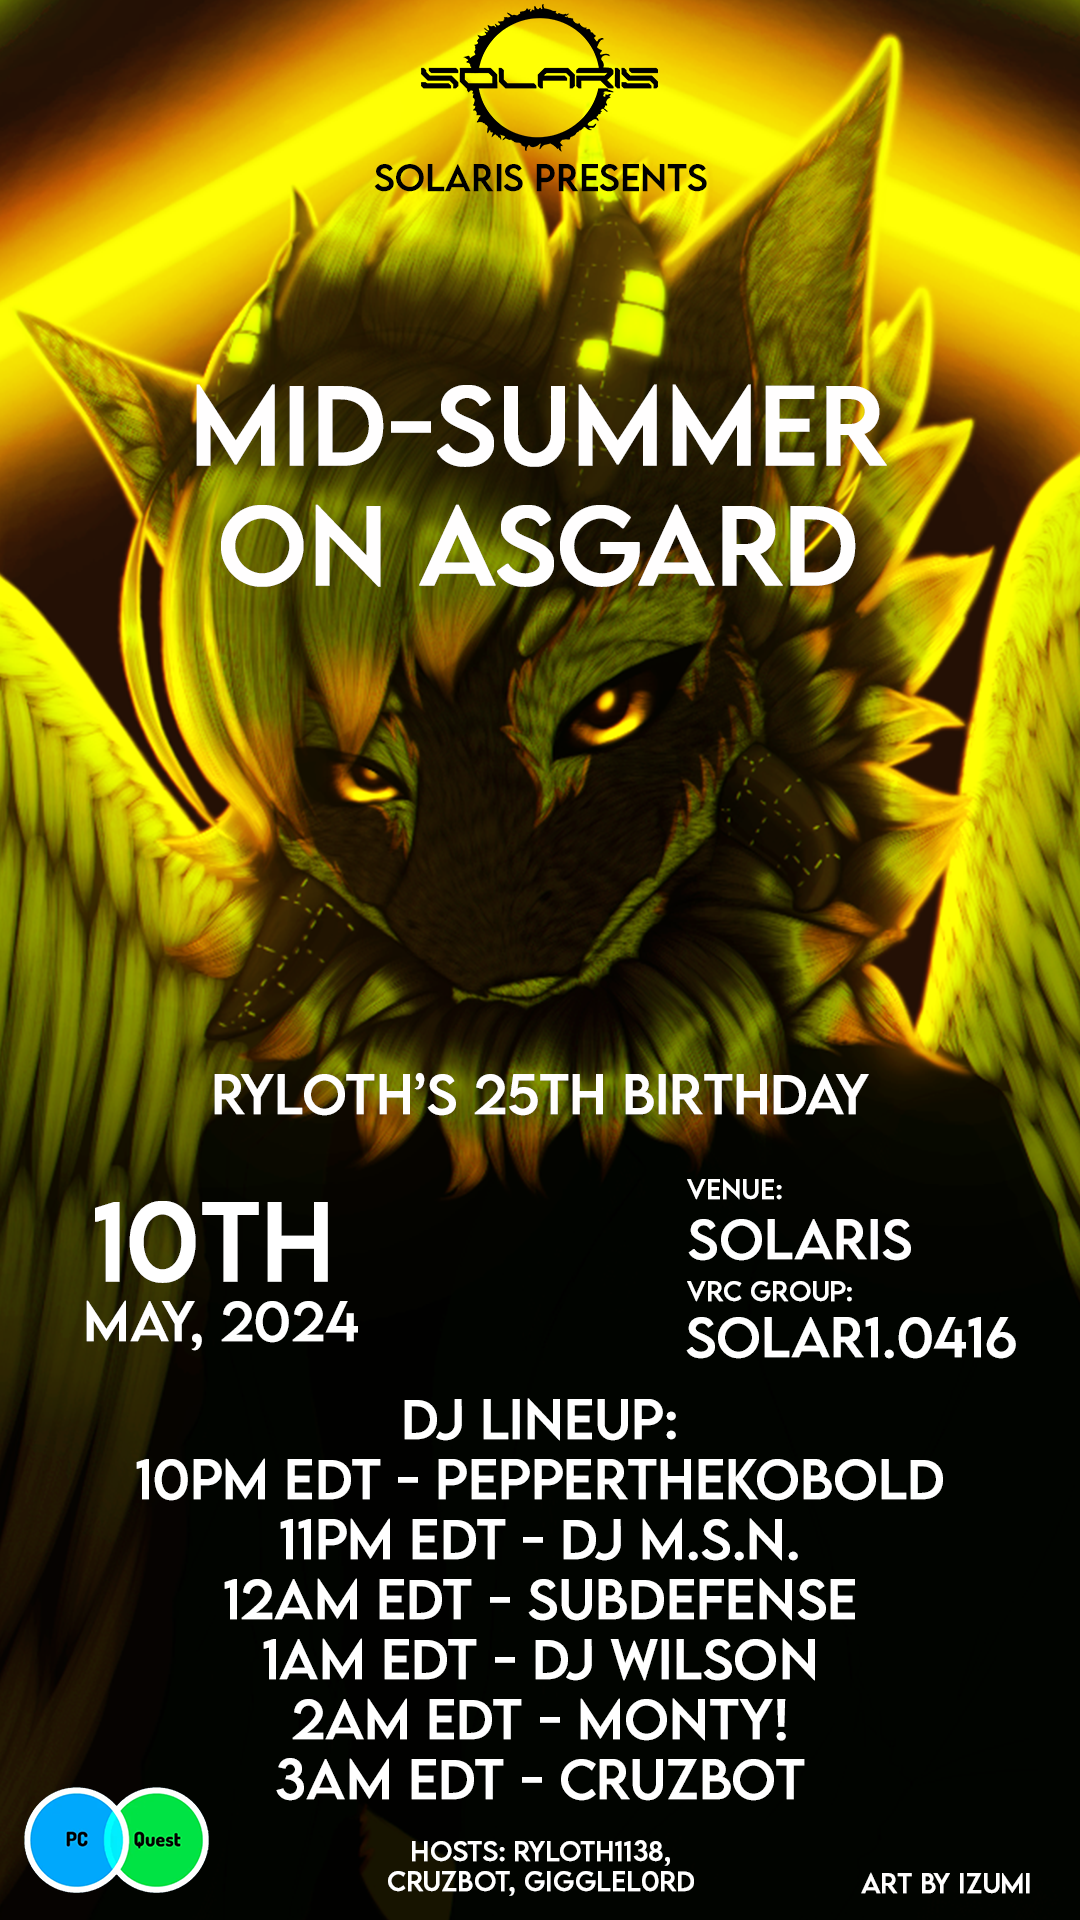 SOLARIS
SOLARIS PRESENTS
MID-SUMMER
ON ASGARD
RYLOTH'S 25TH BIRTHDAY
10TH
MAY, 2024
VENUE:
SOLARIS
VRC GROUP:
SOLAR1.0416
DJ LINEUP:
10PM EDT - PEPPERTHEKOBOLD
11PM EDT - DJ M.S.N.
12AM EDT - SUBDEFENSE
1AM EDT - DJ WILSON
2AM EDT - MONTY!
3AM EDT - CRUZBOT
PC Quest
HOSTS: RYLOTH1138,
CRUZBOT, GIGGLEL0RD
ART BY IZUMI